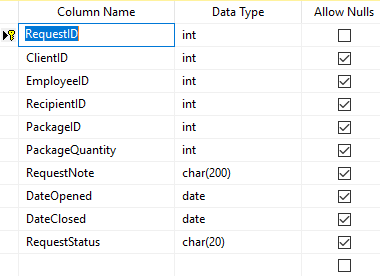 Column Name Data Type Allow Nulls
RequestID int
ClientID int
EmployeeID int
RecipientID int
PackageID int
PackageQuantity int
RequestNote char(200)
DateOpened date
DateClosed date
RequestStatus char(20)